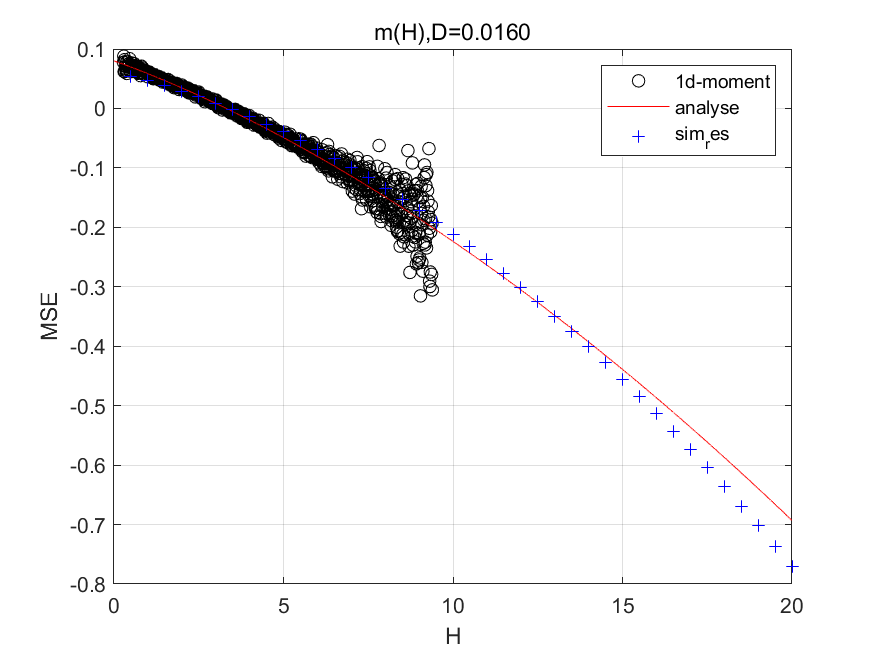 m(H),D=0.0160
0.1
0
-0.1
-0.2
-0.3
-0.4
-0.5
-0.6
-0.7
-0.8
MSE
1d-moment
analyse
sim_res
0 5 10 15 20
H